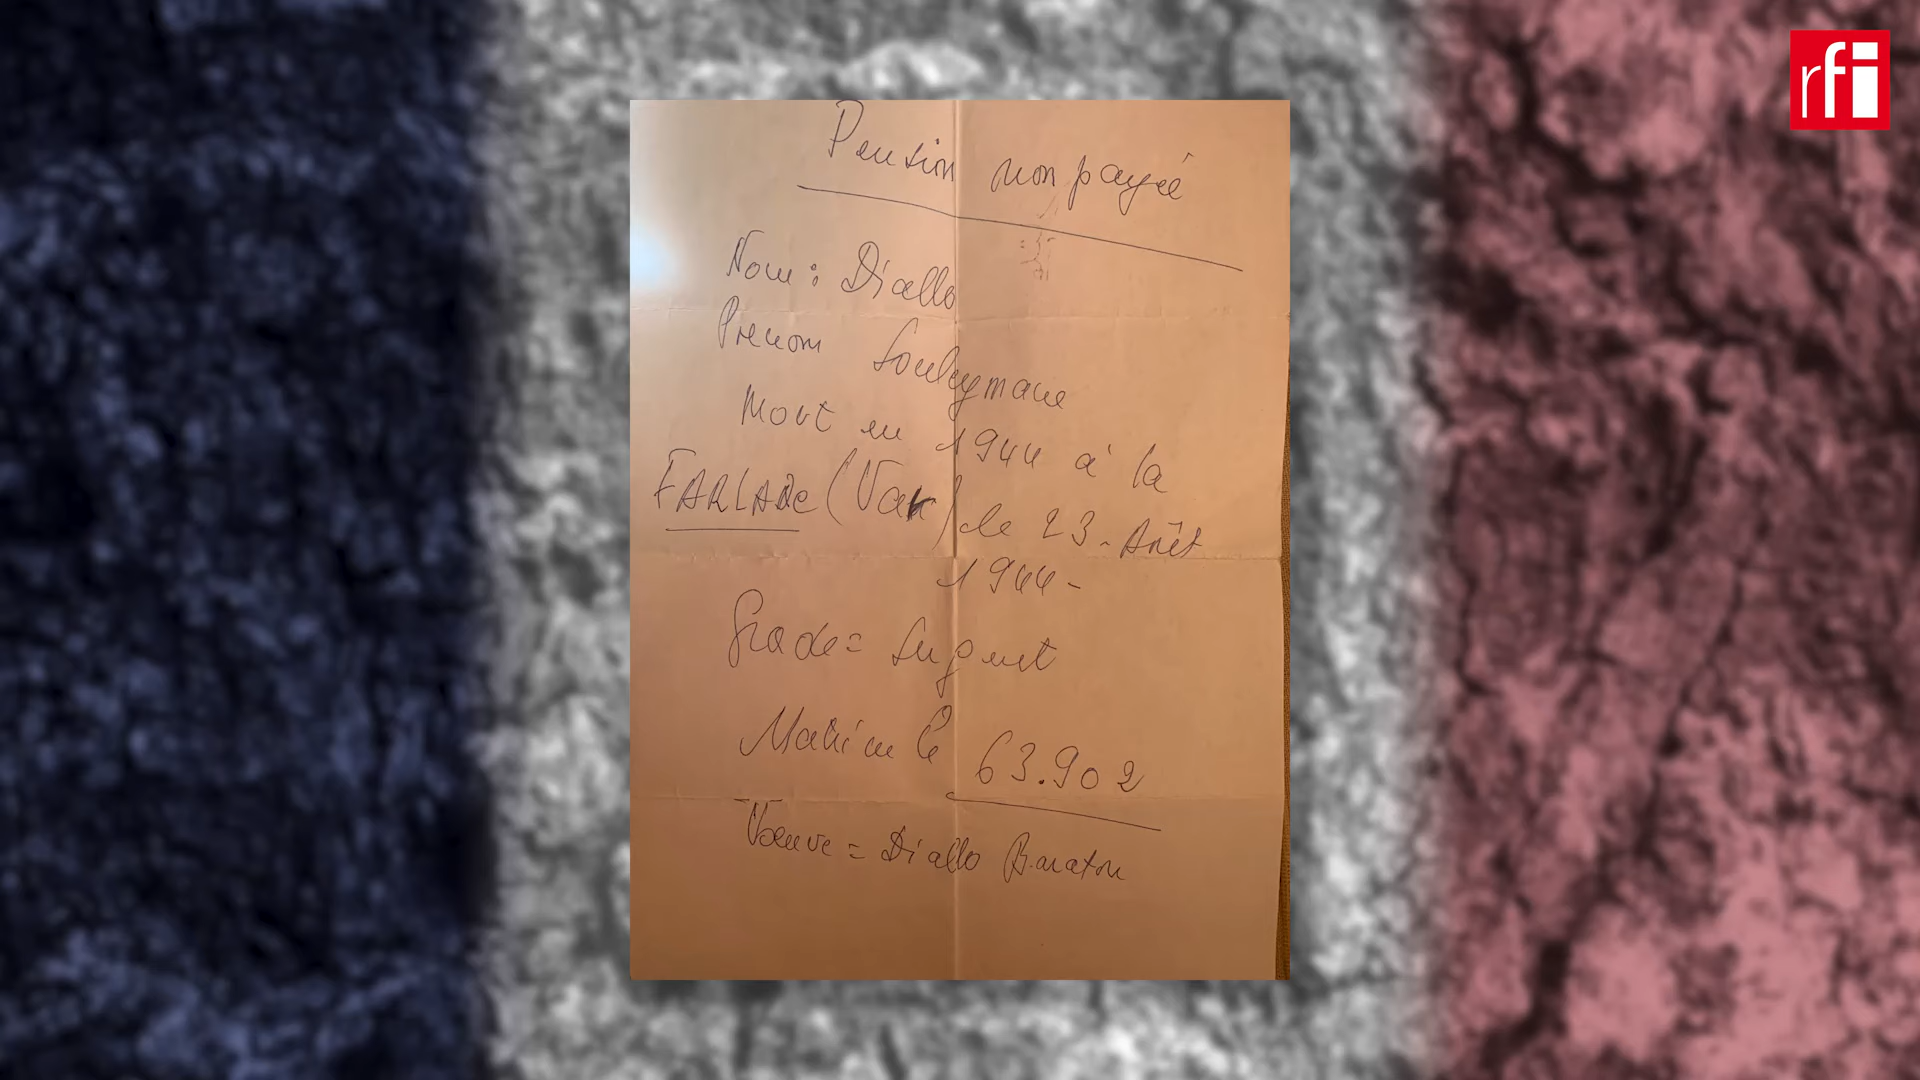 rfi
Pension non payée
Nom : Diallo
Prenom Souleymane
Mort en 1944 à la
FARLADE (Var) le 23. Août
1944-
Grade = Sergent
Matricule 63.902
Veuve = Diallo